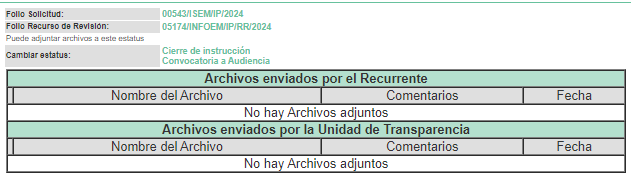 Folio Solicitud: 00543/ISEM/IP/2024
Folio Recurso de Revisión: 05174/INFOEM/IP/RR/2024
Puede adjuntar archivos a este estatus
Cambiar estatus: Cierre de instrucción
Convocatoria a Audiencia
Archivos enviados por el Recurrente
Nombre del Archivo Comentarios Fecha
No hay Archivos adjuntos
Archivos enviados por la Unidad de Transparencia
Nombre del Archivo Comentarios Fecha
No hay Archivos adjuntos